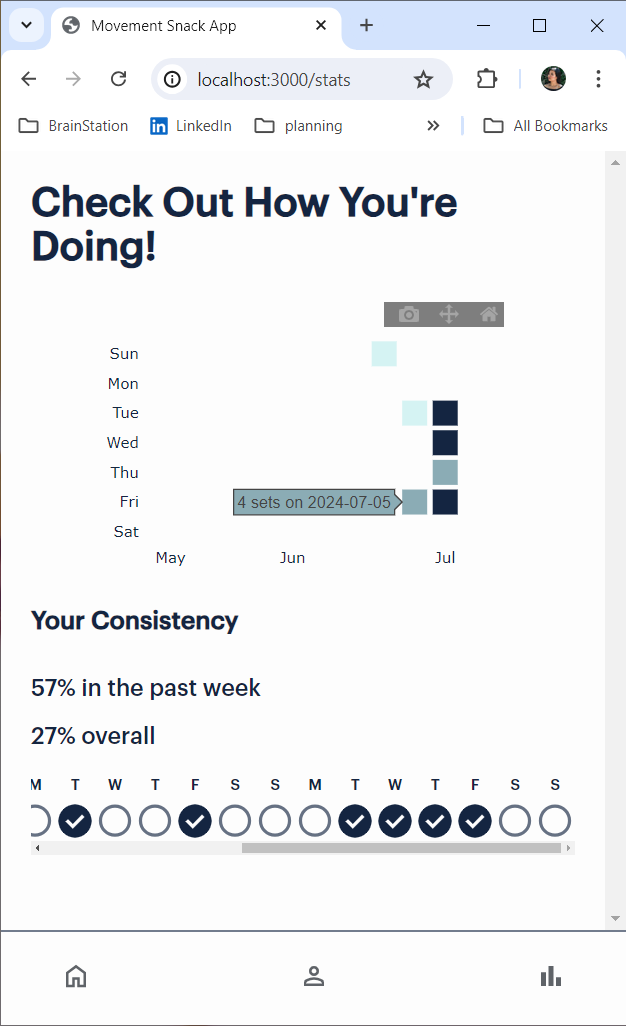 Movement Snack App
localhost:3000/stats
BrainStation LinkedIn planning All Bookmarks
Check Out How You're
Doing!
Sun
Mon
Tue
Wed
Thu
Fri
4 sets on 2024-07-05
Sat
May Jun Jul
Your Consistency
57% in the past week
27% overall
M T W T F S S M T W T F S S